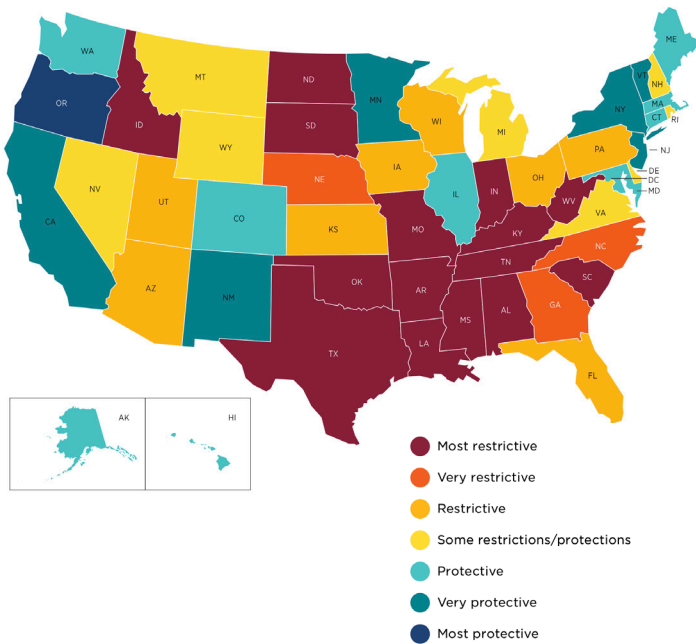 ME
WA
VT
NH
MT
ND
MN
OR
MA
NY
WI
CT
RI
ID
SD
MI
WY
PA
NJ
IA
NE
OH
DE
DC
NV
IL
IN
MD
UT
WV
CO
VA
CA
KS
MO
KY
NC
TN
OK
AZ
NM
AR
SC
MS
AL
GA
LA
TX
FL
AK
HI
Most restrictive
Very restrictive
Restrictive
Some restrictions/protections
Protective
Very protective
Most protective